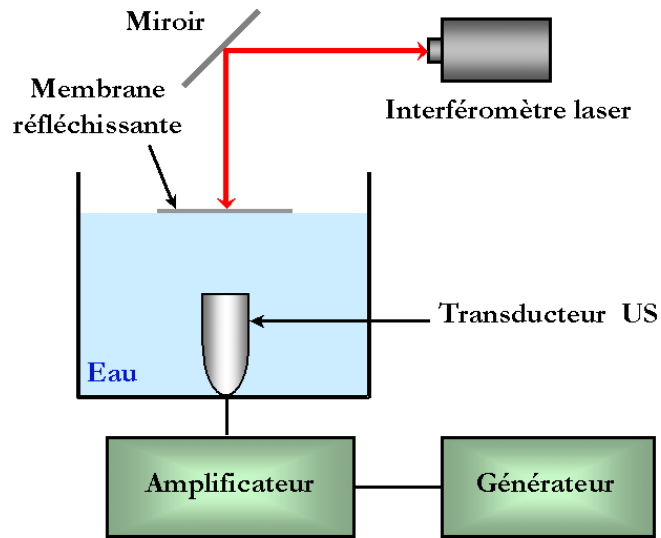 Miroir
Membrane
réfléchissante
Interféromètre laser
Transducteur US
Eau
Amplificateur
Générateur